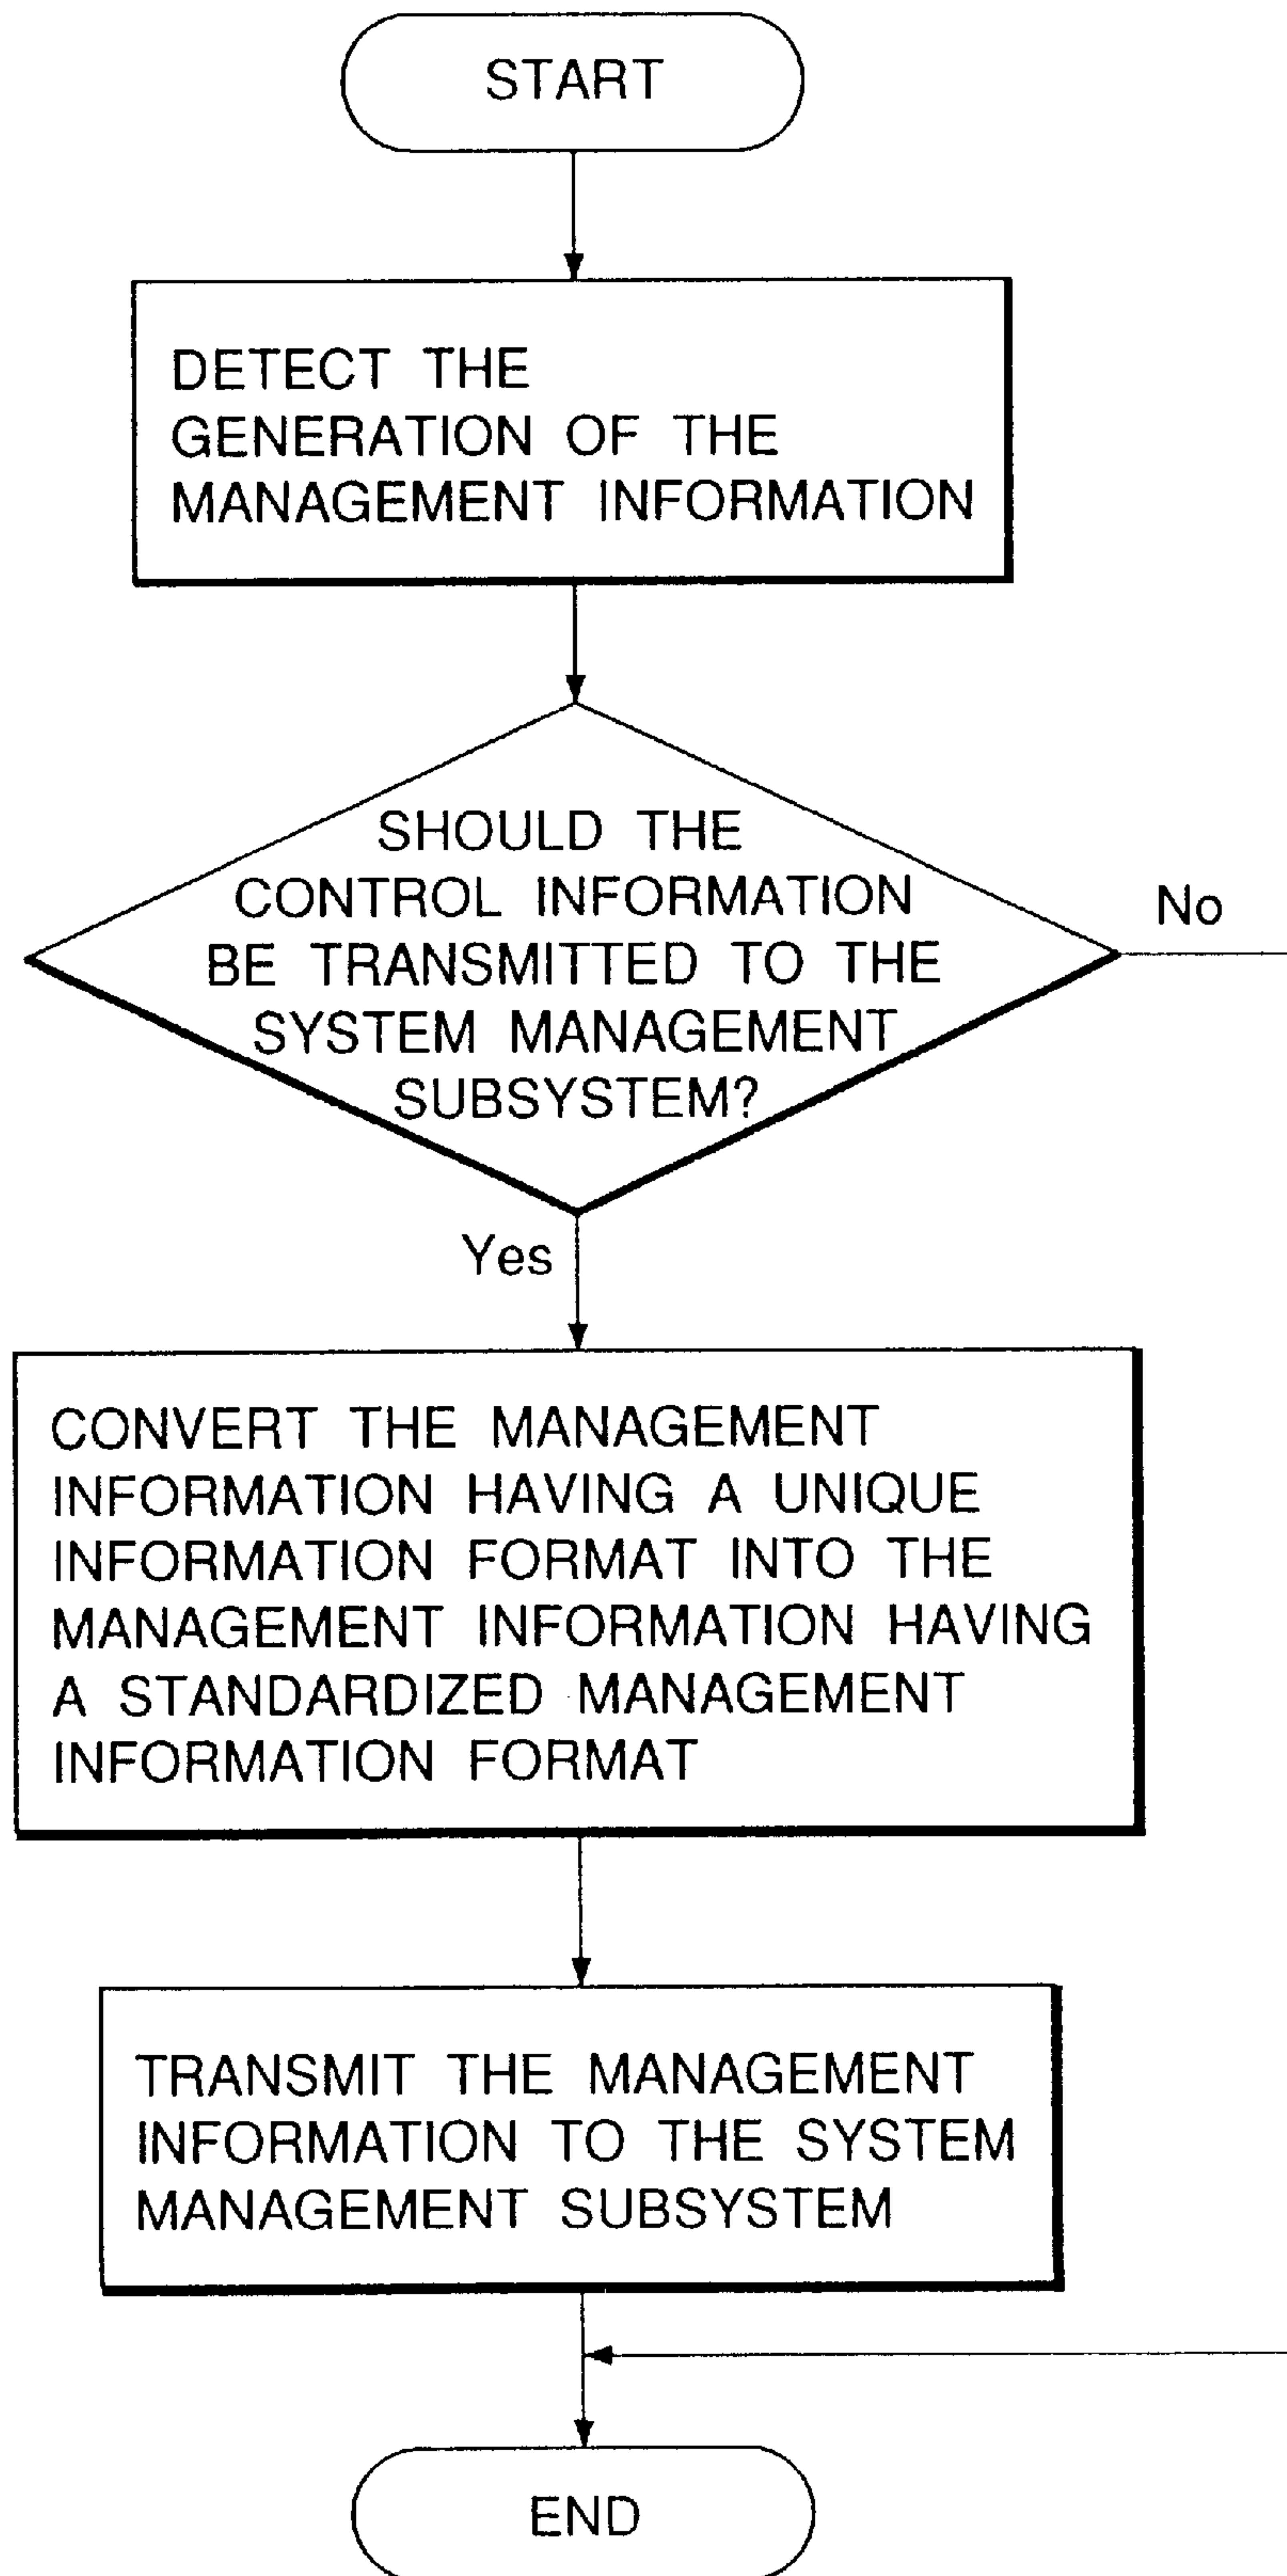 START
DETECT THE
GENERATION OF THE
MANAGEMENT INFORMATION
SHOULD THE
CONTROL INFORMATION
BE TRANSMITTED TO THE
SYSTEM MANAGEMENT
SUBSYSTEM?
No
Yes
CONVERT THE MANAGEMENT
INFORMATION HAVING A UNIQUE
INFORMATION FORMAT INTO THE
MANAGEMENT INFORMATION HAVING
A STANDARDIZED MANAGEMENT
INFORMATION FORMAT
TRANSMIT THE MANAGEMENT
INFORMATION TO THE SYSTEM
MANAGEMENT SUBSYSTEM
END